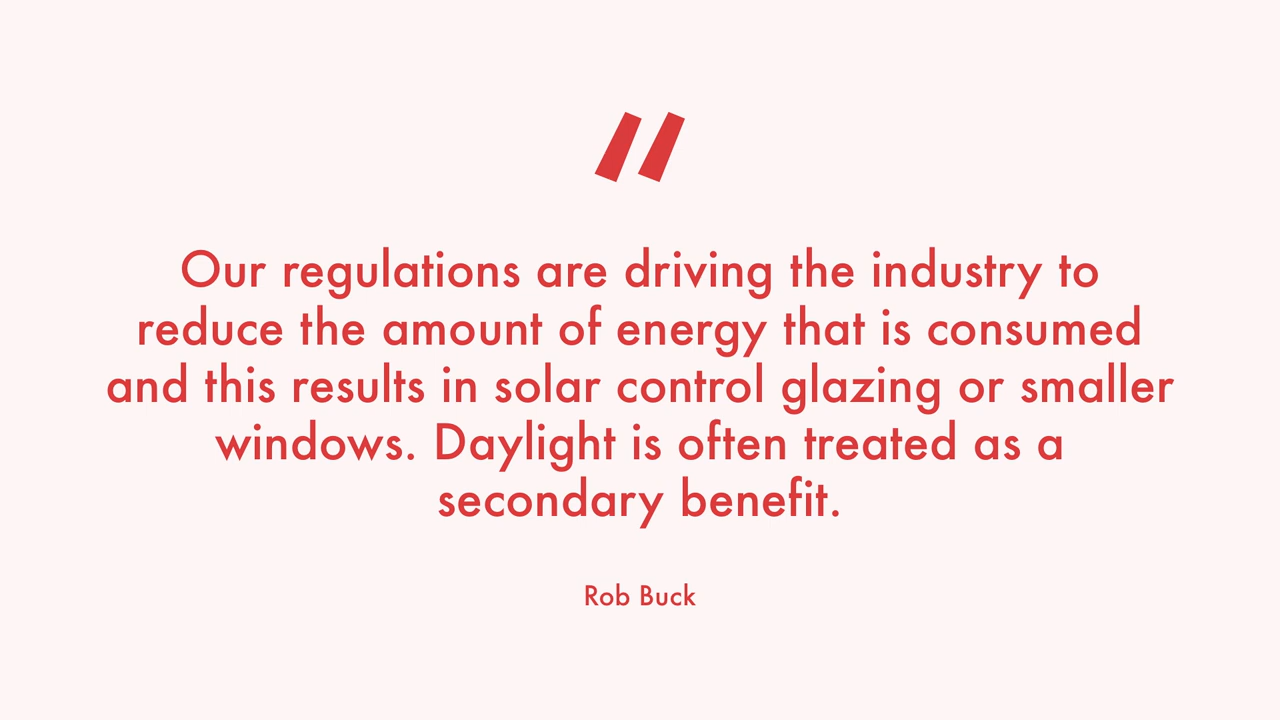 "
Our regulations are driving the industry to
reduce the amount of energy that is consumed
and this results in solar control glazing or smaller
windows. Daylight is often treated as a
secondary benefit.
Rob Buck